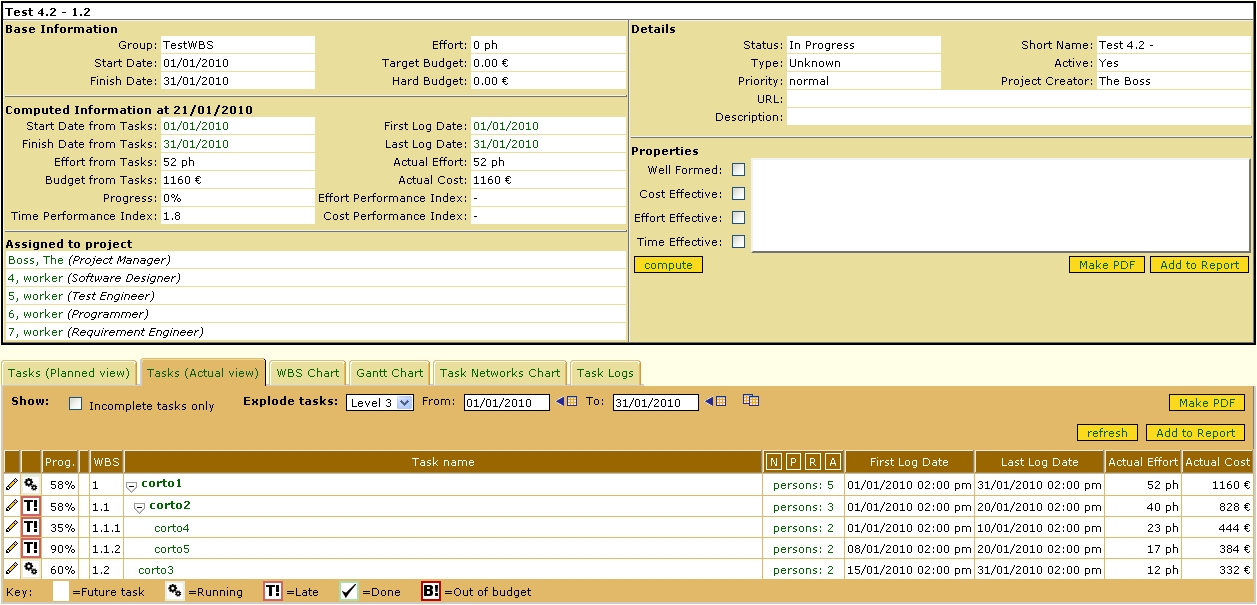 Test 4.2 - 1.2
Base Information
Group: TestWBS Effort: 0 ph
Start Date: 01/01/2010 Target Budget: 0.00 €
Finish Date: 31/01/2010 Hard Budget: 0.00 €
Computed Information at 21/01/2010
Start Date from Tasks: 01/01/2010 First Log Date: 01/01/2010
Finish Date from Tasks: 31/01/2010 Last Log Date: 31/01/2010
Effort from Tasks: 52 ph Actual Effort: 52 ph
Budget from Tasks: 1160 € Actual Cost: 1160 €
Progress: 0% Effort Performance Index: -
Time Performance Index: 1.8 Cost Performance Index: -
Assigned to project
Boss, The (Project Manager)
4, worker (Software Designer)
5, worker (Test Engineer)
6, worker (Programmer)
7, worker (Requirement Engineer)
Details
Status: In Progress Short Name: Test 4.2 -
Type: Unknown Active: Yes
Priority: normal Project Creator: The Boss
URL:
Description:
Properties
Well Formed:
Cost Effective:
Effort Effective:
Time Effective:
compute Make PDF Add to Report
Tasks (Planned view) Tasks (Actual view) WBS Chart Gantt Chart Task Networks Chart Task Logs
Show: Incomplete tasks only Explode tasks: Level 3 From: 01/01/2010 To: 31/01/2010 Make PDF
refresh Add to Report
Prog. WBS Task name N P R A First Log Date Last Log Date Actual Effort Actual Cost
58% 1 corto1 persons: 5 01/01/2010 02:00 pm 31/01/2010 02:00 pm 52 ph 1160 €
T! 58% 1.1 corto2 persons: 3 01/01/2010 02:00 pm 20/01/2010 02:00 pm 40 ph 828 €
T! 35% 1.1.1 corto4 persons: 2 01/01/2010 02:00 pm 10/01/2010 02:00 pm 23 ph 444 €
T! 90% 1.1.2 corto5 persons: 2 08/01/2010 02:00 pm 20/01/2010 02:00 pm 17 ph 384 €
60% 1.2 corto3 persons: 2 15/01/2010 02:00 pm 31/01/2010 02:00 pm 12 ph 332 €
Key: =Future task =Running T! =Late =Done B! =Out of budget